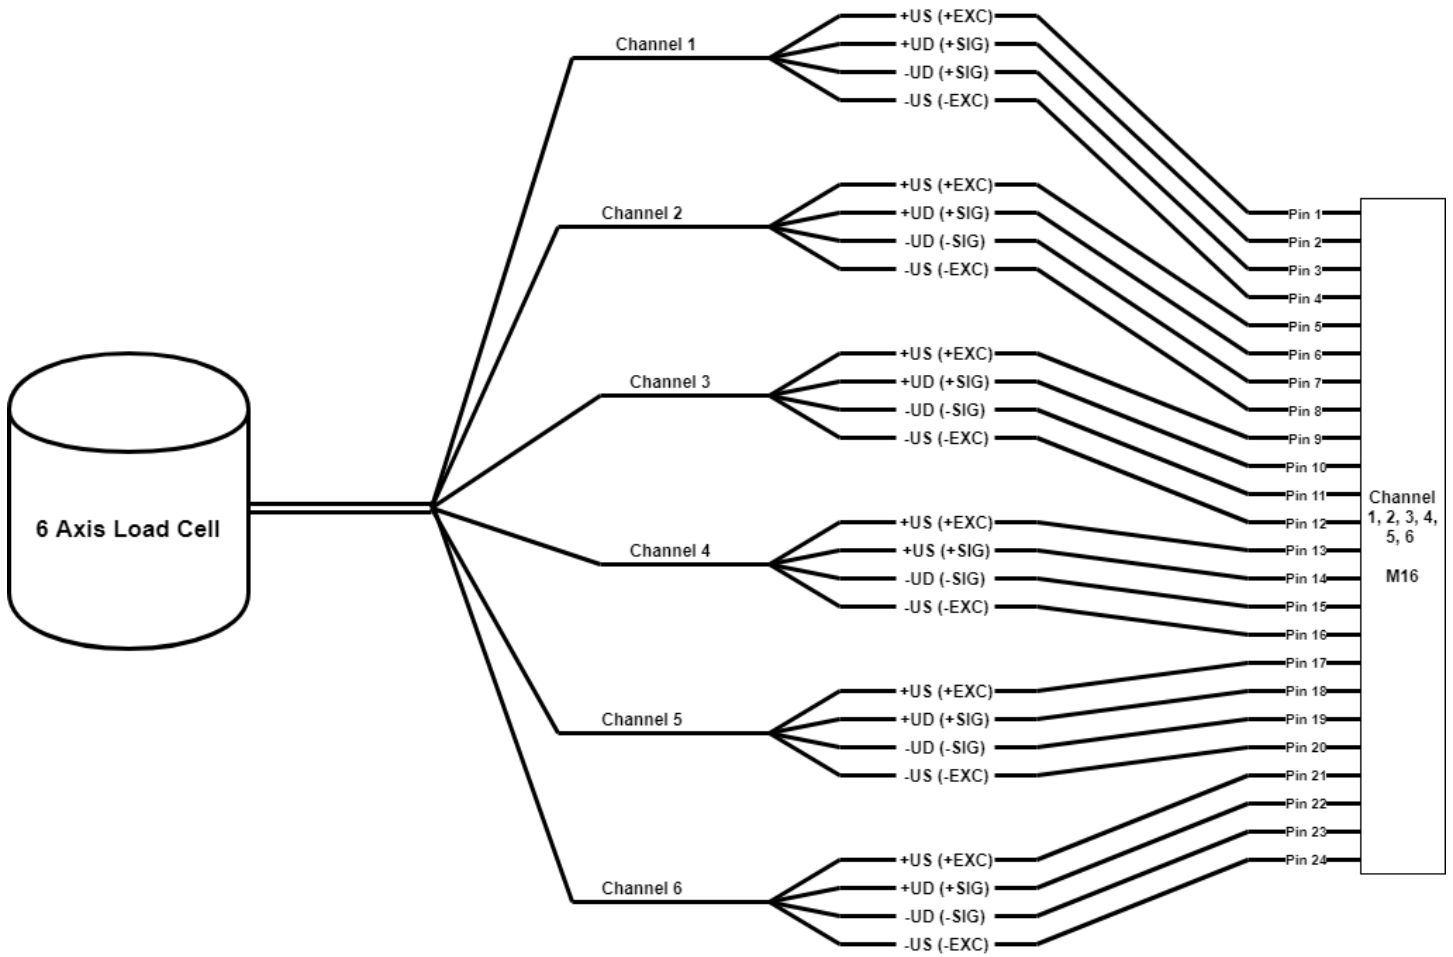 6 Axis Load Cell
Channel 1
+US (+EXC)
+UD (+SIG)
-UD (+SIG)
-US (-EXC)
Channel 2
+US (+EXC)
+UD (+SIG)
-UD (-SIG)
-US (-EXC)
Channel 3
+US (+EXC)
+UD (+SIG)
-UD (-SIG)
-US (-EXC)
Channel 4
+US (+EXC)
+US (+SIG)
-UD (-SIG)
-US (-EXC)
Channel 5
+US (+EXC)
+UD (+SIG)
-UD (-SIG)
-US (-EXC)
Channel 6
+US (+EXC)
+UD (+SIG)
-UD (-SIG)
-US (-EXC)
Pin 1
Pin 2
Pin 3
Pin 4
Pin 5
Pin 6
Pin 7
Pin 8
Pin 9
Pin 10
Pin 11
Pin 12
Pin 13
Pin 14
Pin 15
Pin 16
Pin 17
Pin 18
Pin 19
Pin 20
Pin 21
Pin 22
Pin 23
Pin 24
Channel
1, 2, 3, 4,
5, 6
M16